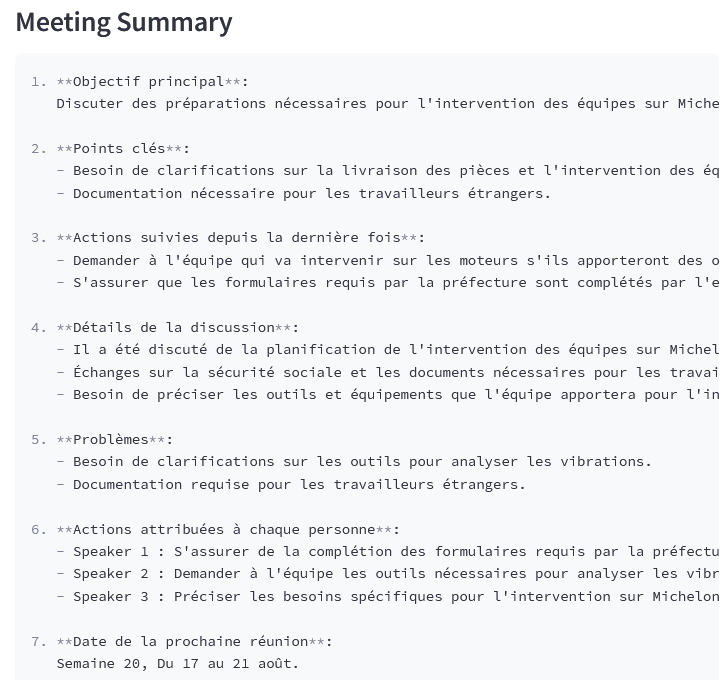 Meeting Summary
1. **Objectif principal**:
Discuter des préparations nécessaires pour l'intervention des équipes sur Miche
2. **Points clés**:
- Besoin de clarifications sur la livraison des pièces et l'intervention des éq
- Documentation nécessaire pour les travailleurs étrangers.
3. **Actions suivies depuis la dernière fois**:
- Demander à l'équipe qui va intervenir sur les moteurs s'ils apporteront des o
- S'assurer que les formulaires requis par la préfecture sont complétés par l'e
4. **Détails de la discussion**:
- Il a été discuté de la planification de l'intervention des équipes sur Michel
- Échanges sur la sécurité sociale et les documents nécessaires pour les travai
- Besoin de préciser les outils et équipements que l'équipe apportera pour l'in
5. **Problèmes**:
- Besoin de clarifications sur les outils pour analyser les vibrations.
- Documentation requise pour les travailleurs étrangers.
6. **Actions attribuées à chaque personne**:
- Speaker 1 : S'assurer de la complétion des formulaires requis par la préfectu
- Speaker 2 : Demander à l'équipe les outils nécessaires pour analyser les vibr
- Speaker 3 : Préciser les besoins spécifiques pour l'intervention sur Michelon
7. **Date de la prochaine réunion**:
Semaine 20, Du 17 au 21 août.